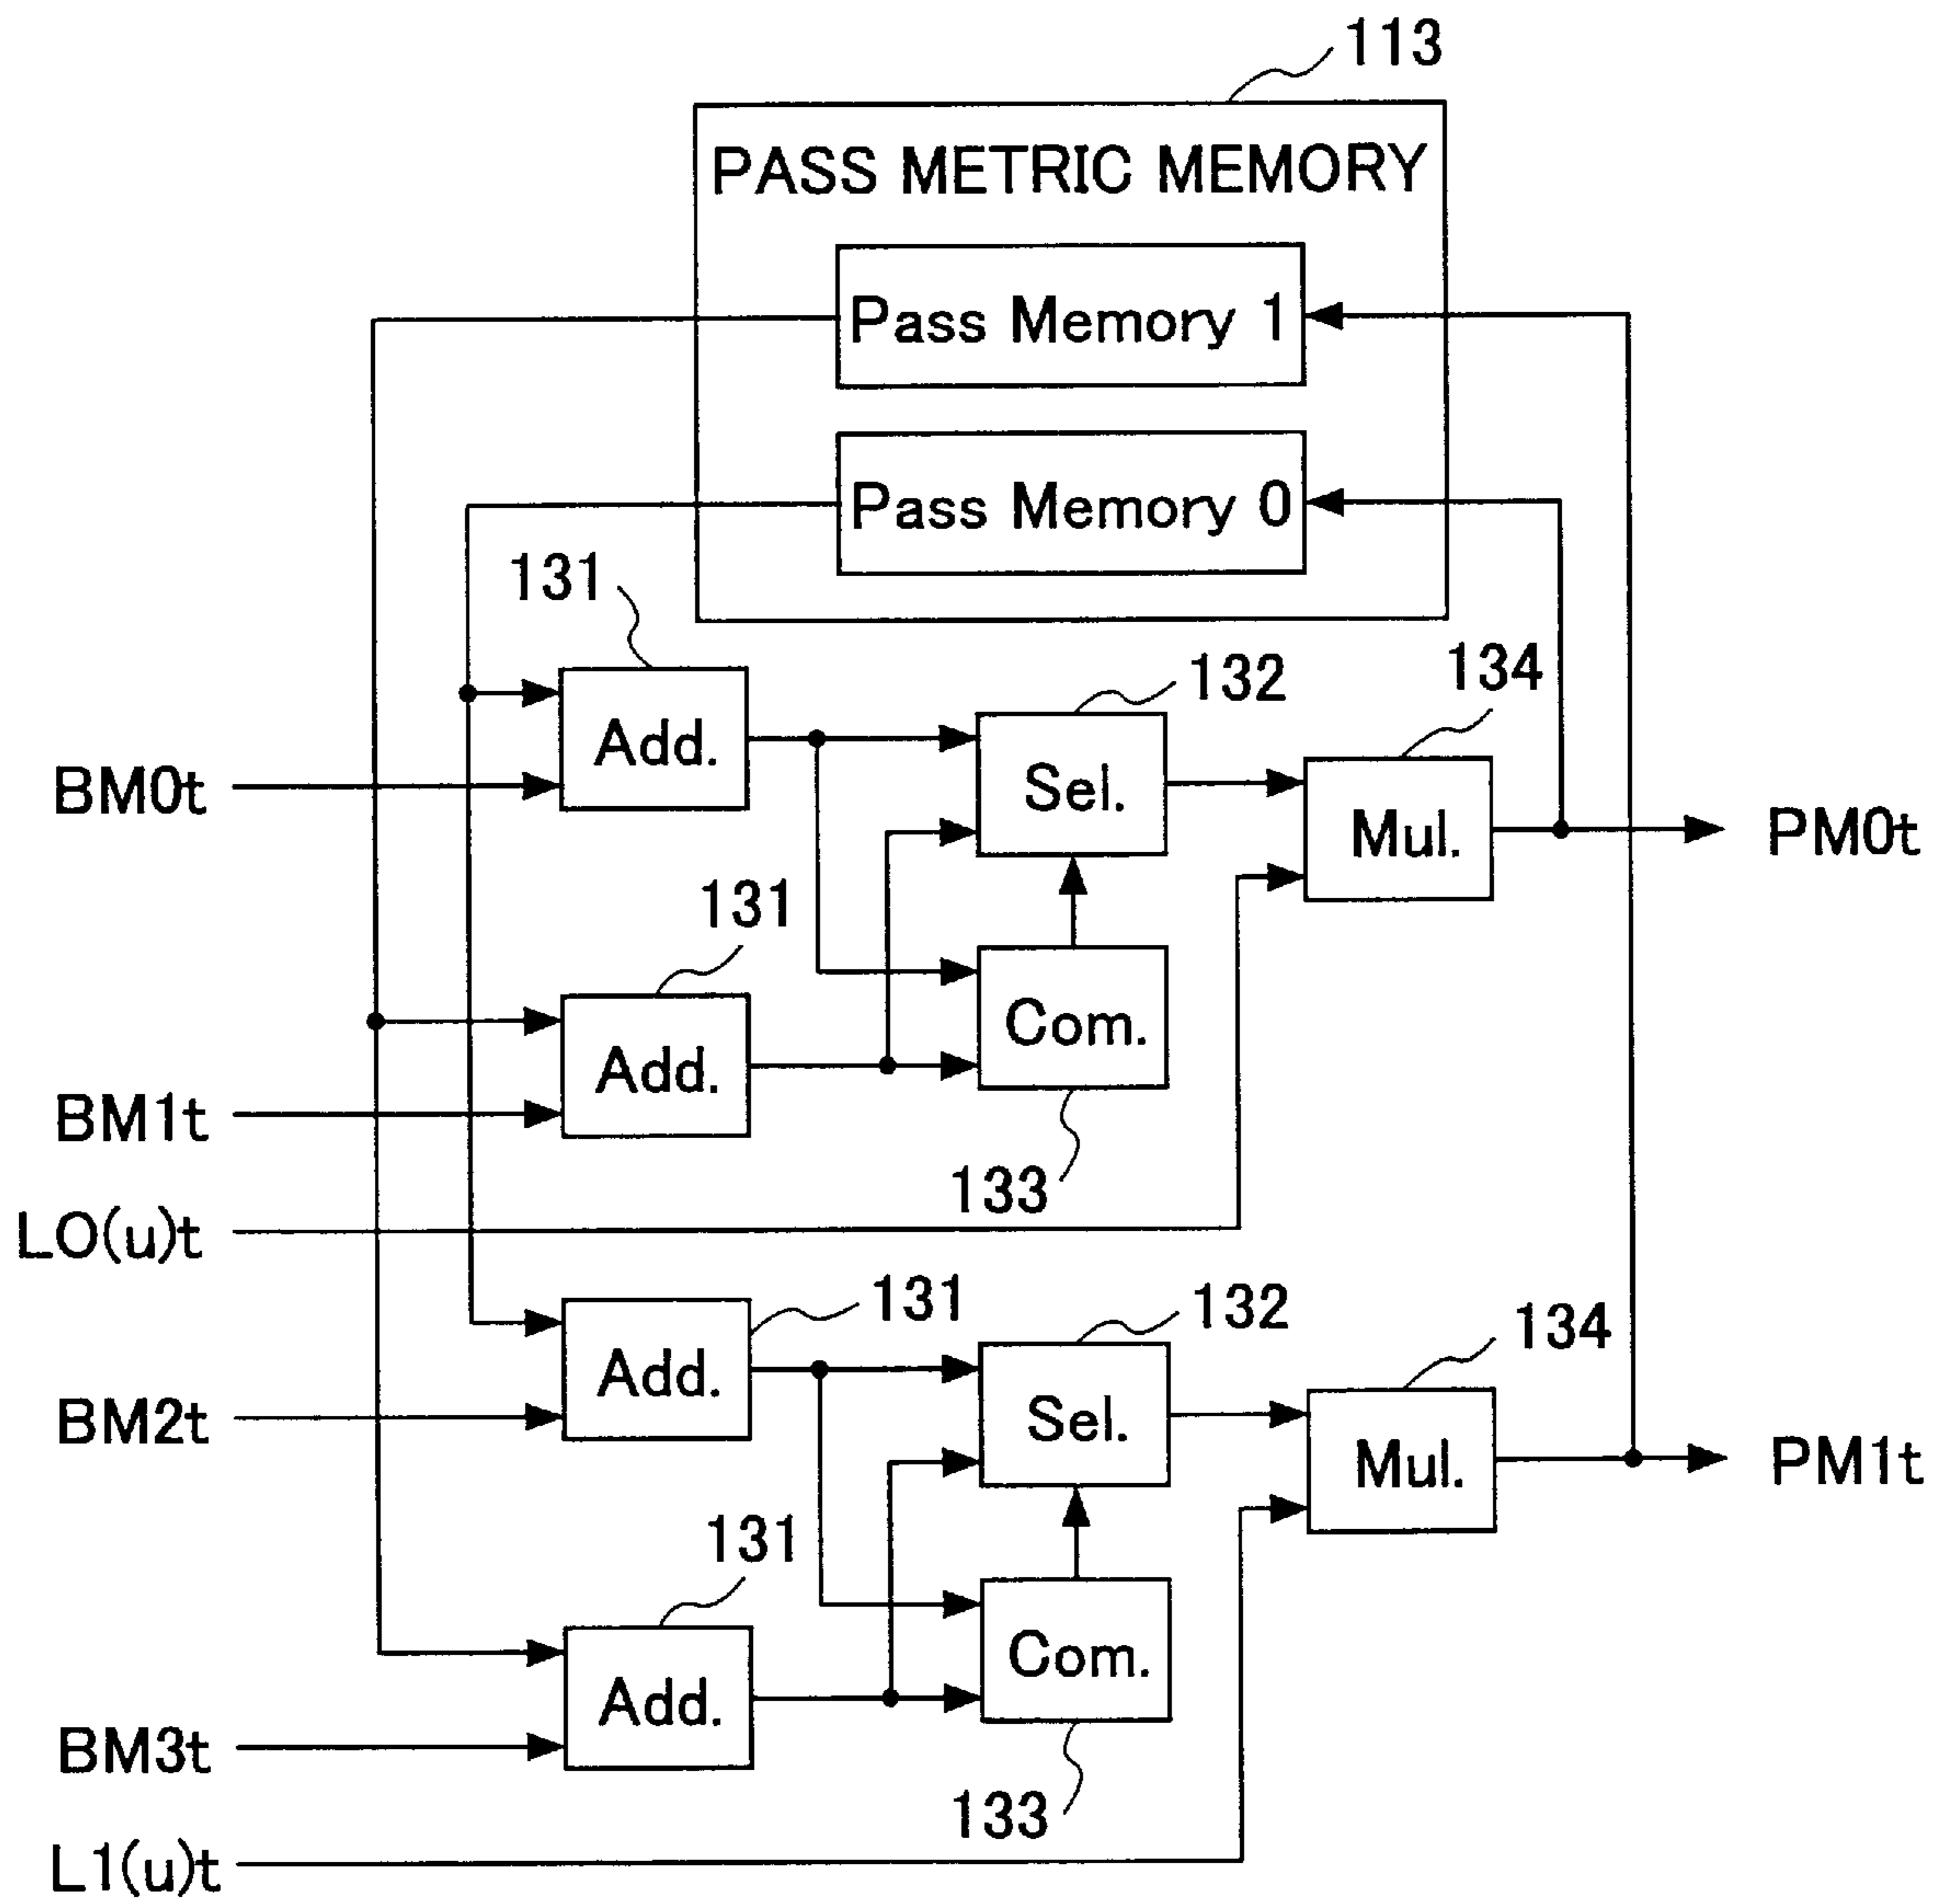 113
PASS METRIC MEMORY
Pass Memory 1
Pass Memory 0
131
132
134
Add.
Sel.
BM0t
Mul.
PM0t
131
Com.
Add.
BM1t
133
LO(u)t
131
132
134
Add.
Sel.
BM2t
Mul.
PM1t
131
Com.
Add.
BM3t
133
L1(u)t